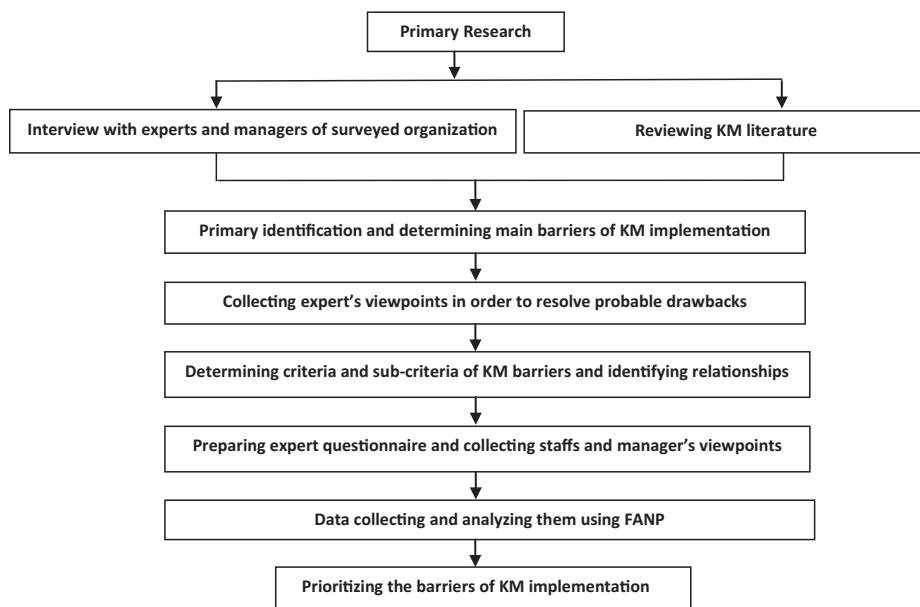 Primary Research
Interview with experts and managers of surveyed organization
Reviewing KM literature
Primary identification and determining main barriers of KM implementation
Collecting expert's viewpoints in order to resolve probable drawbacks
Determining criteria and sub-criteria of KM barriers and identifying relationships
Preparing expert questionnaire and collecting staffs and manager's viewpoints
Data collecting and analyzing them using FANP
Prioritizing the barriers of KM implementation